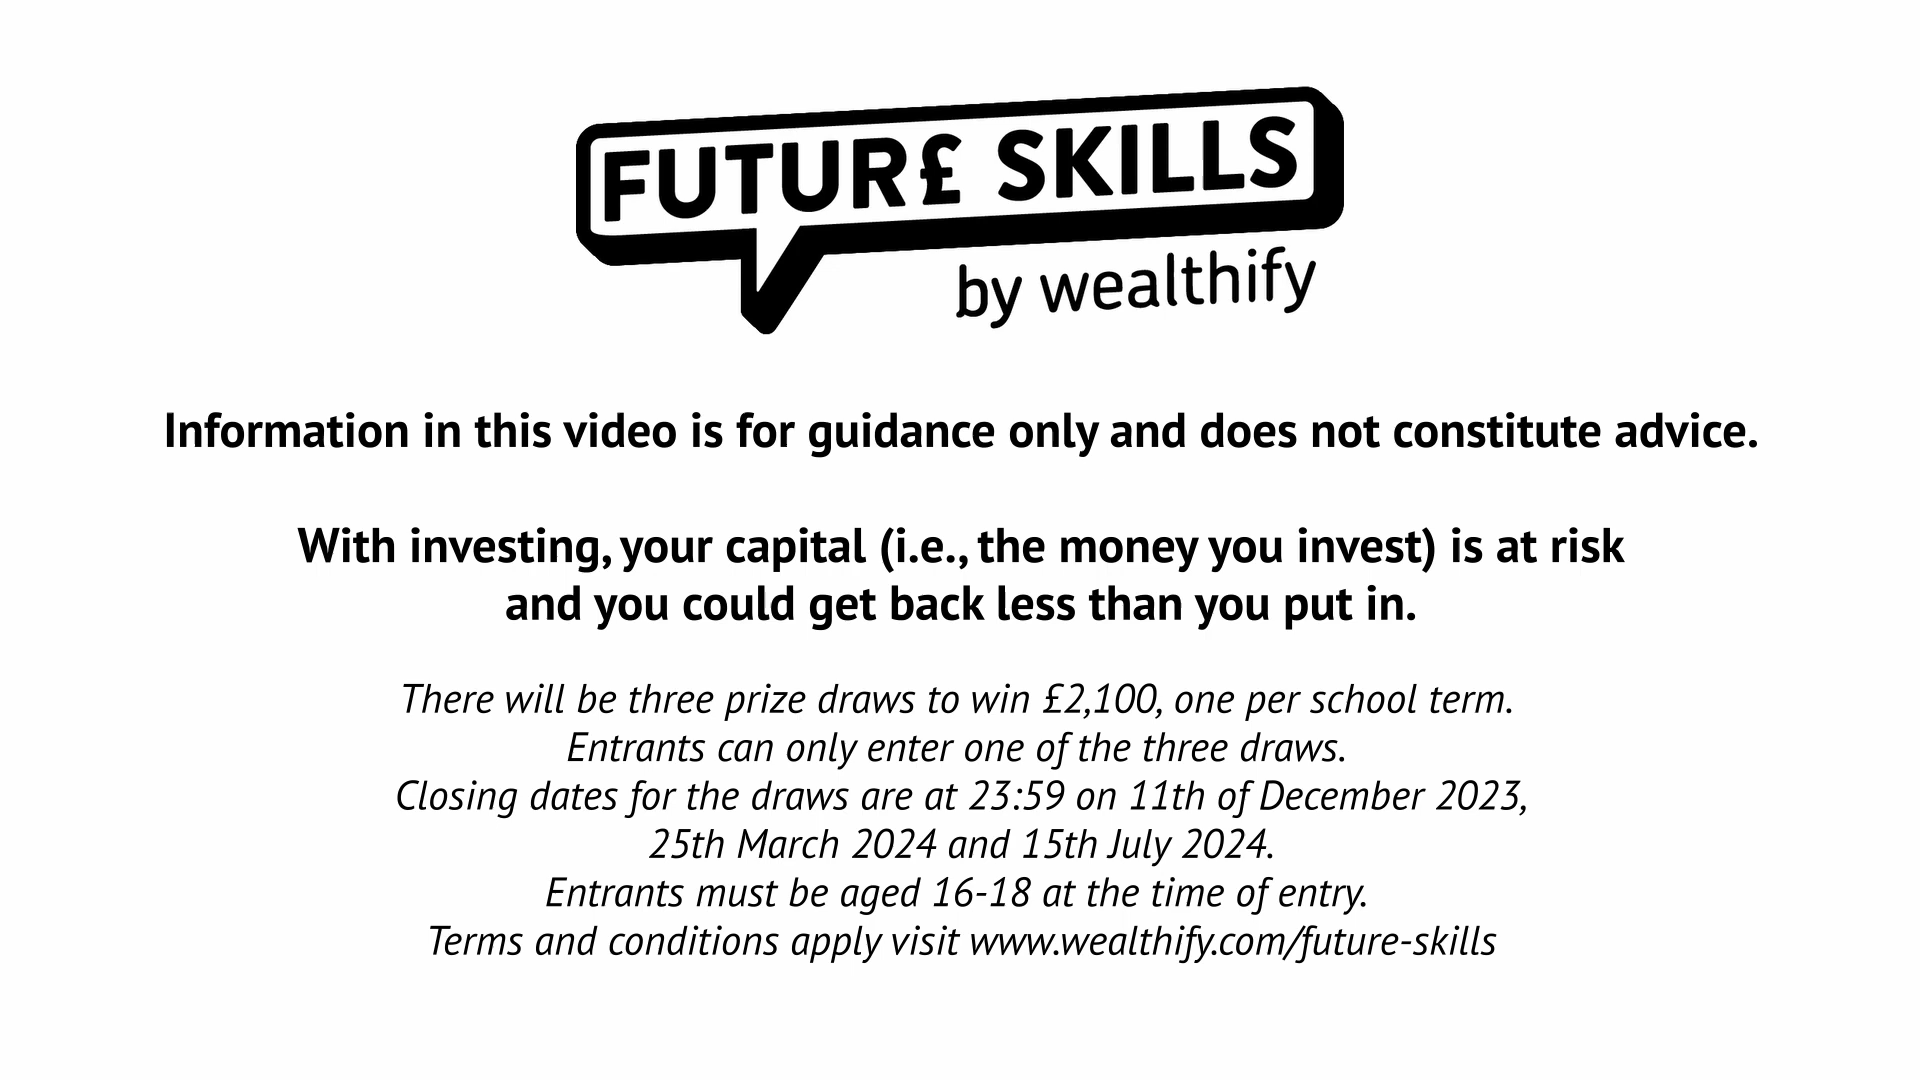 FUTUR£ SKILLS
by wealthify
Information in this video is for guidance only and does not constitute advice.
With investing, your capital (i.e., the money you invest) is at risk
and you could get back less than you put in.
There will be three prize draws to win £2,100, one per school term.
Entrants can only enter one of the three draws.
Closing dates for the draws are at 23:59 on 11th of December 2023,
25th March 2024 and 15th July 2024.
Entrants must be aged 16-18 at the time of entry.
Terms and conditions apply visit www.wealthify.com/future-skills